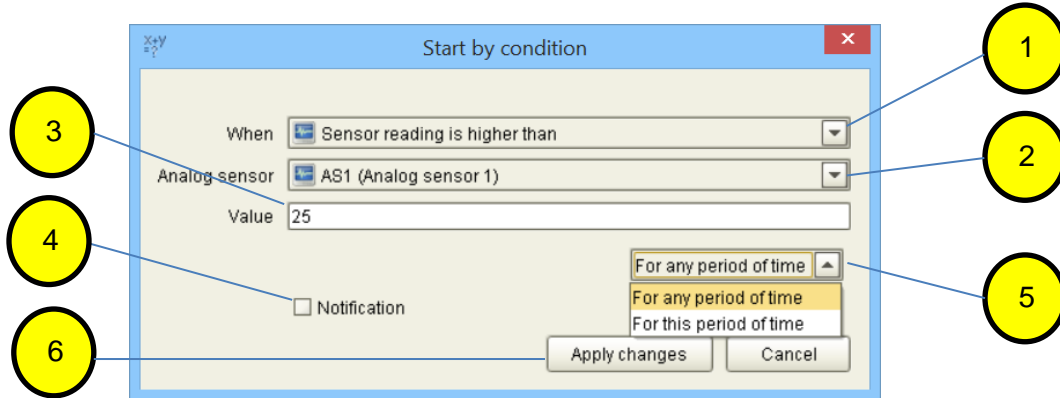 x+y
=?
Start by condition
1
When Sensor reading is higher than
3
2
Analog sensor AS1 (Analog sensor 1)
Value 25
4
For any period of time
5
For any period of time
Notification
For this period of time
6
Apply changes Cancel